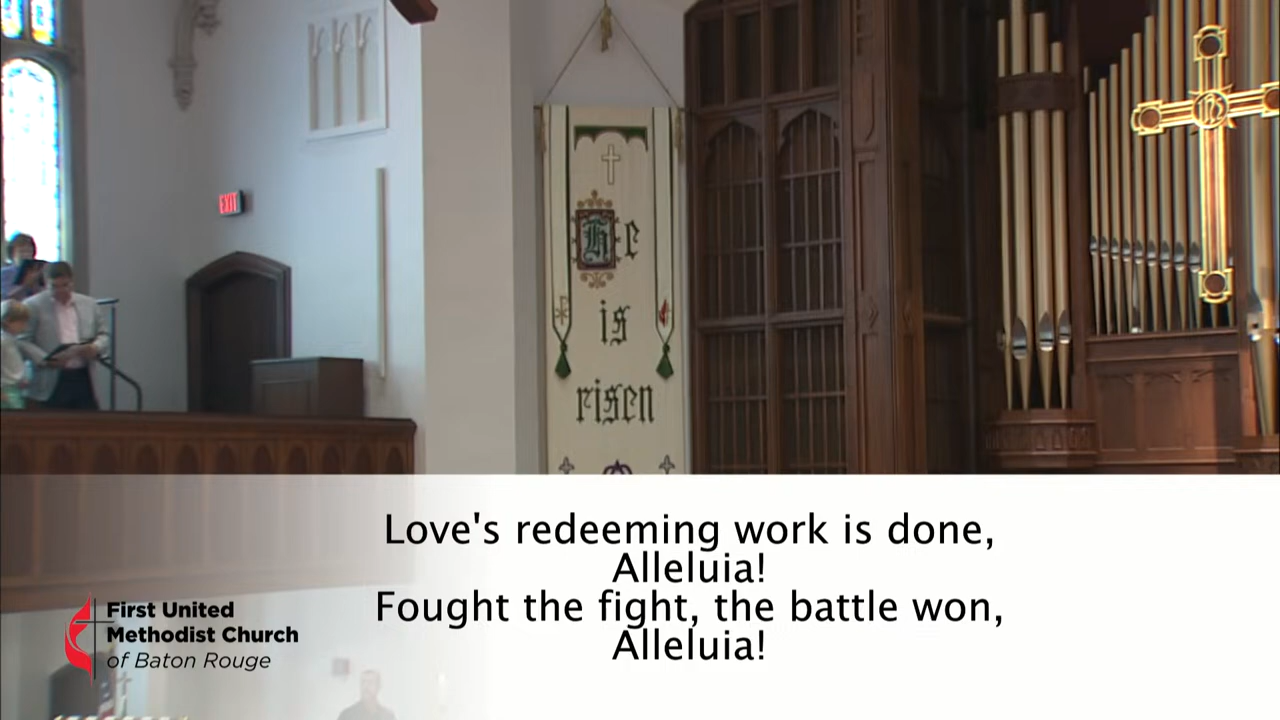 EXIT
IHS
He
is
risen
Love's redeeming work is done,
Alleluia!
Fought the fight, the battle won,
Alleluia!
First United
Methodist Church
of Baton Rouge